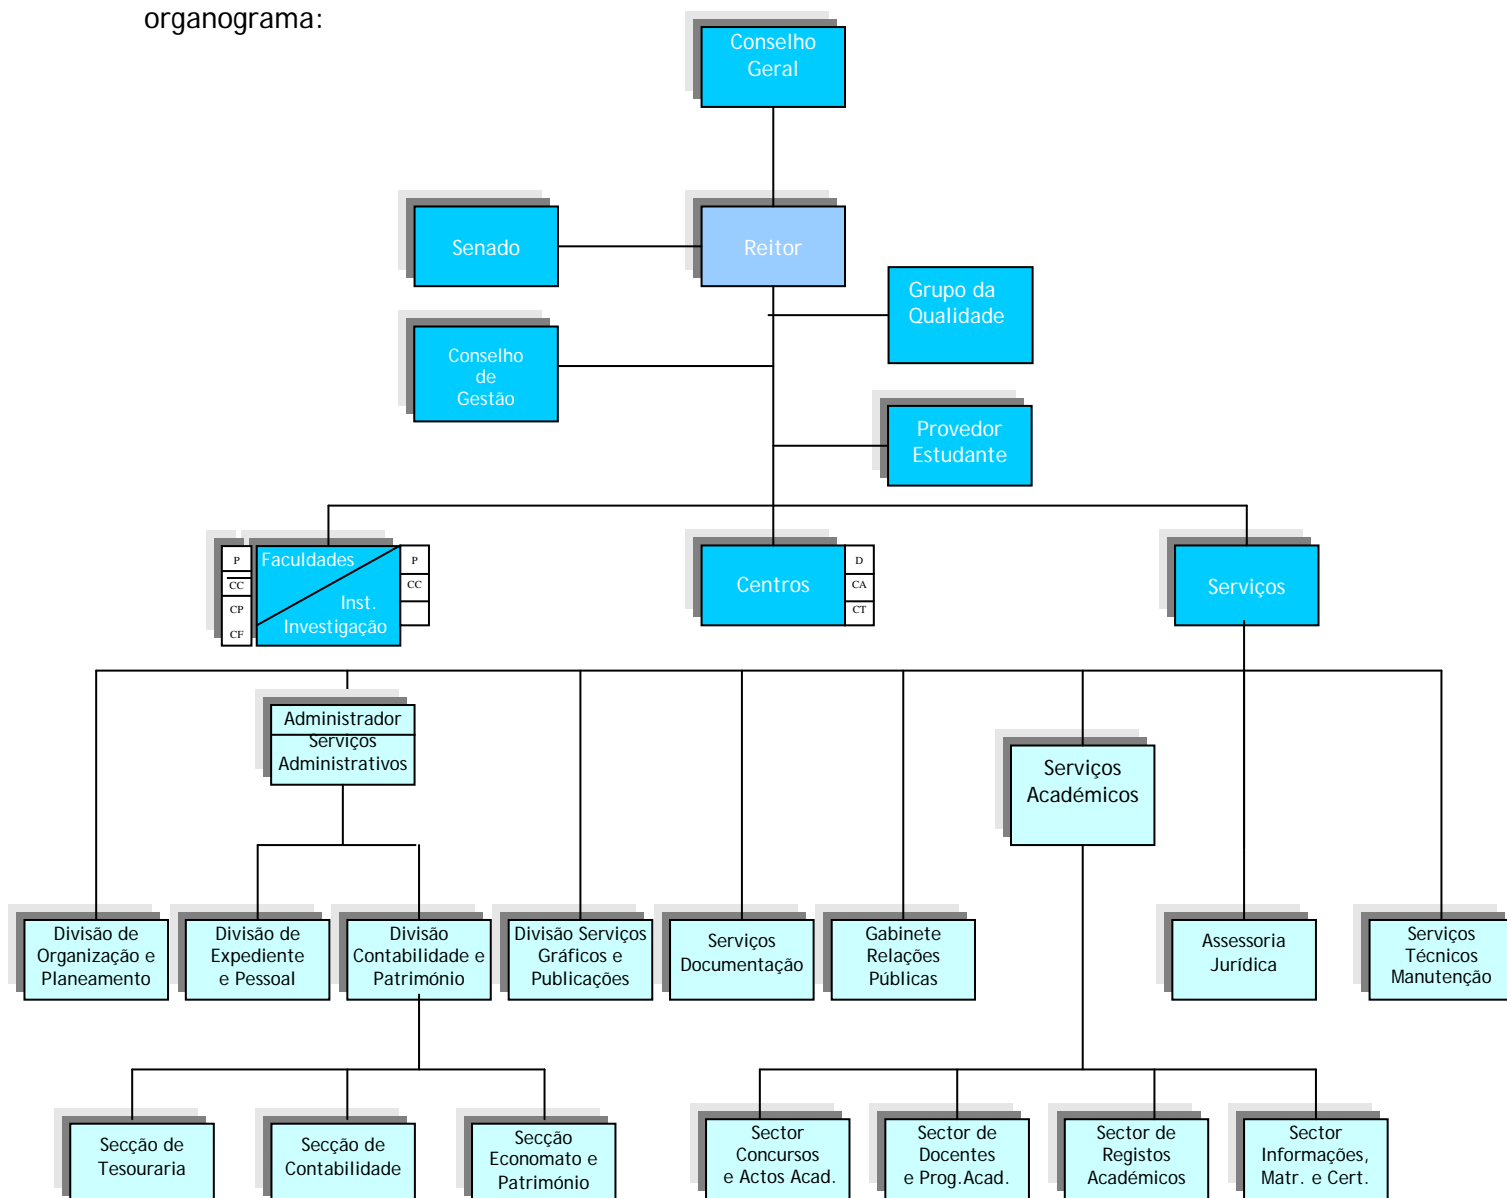 organograma:
Conselho
Geral
Senado
Reitor
Grupo da
Qualidade
Conselho
de
Gestão
Provedor
Estudante
P
CC
CP
CF
Faculdades
Inst.
Investigação
P
CC
Centros
D
CA
CT
Serviços
Administrador
Serviços
Administrativos
Serviços
Académicos
Divisão de
Organização e
Planeamento
Divisão de
Expediente
e Pessoal
Divisão
Contabilidade e
Património
Divisão Serviços
Gráficos e
Publicações
Serviços
Documentação
Gabinete
Relações
Públicas
Assessoria
Jurídica
Serviços
Técnicos
Manutenção
Secção de
Tesouraria
Secção de
Contabilidade
Secção
Economato e
Património
Sector
Concursos
e Actos Acad.
Sector de
Docentes
e Prog.Acad.
Sector de
Registos
Académicos
Sector
Informações,
Matr. e Cert.